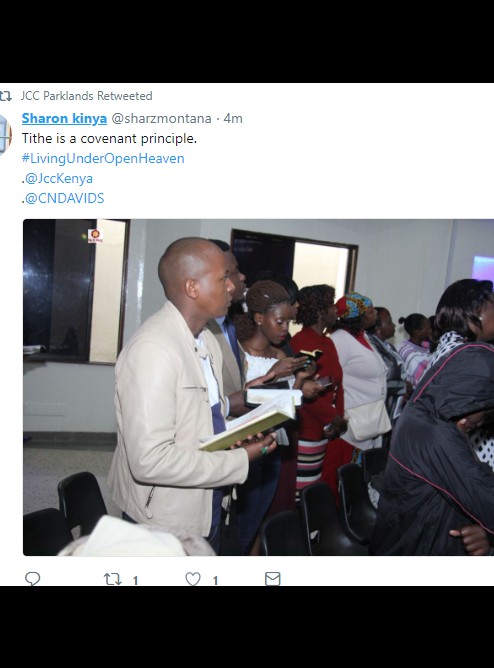 JCC Parklands Retweeted
Sharon kinya @sharzmontana · 4m
Tithe is a covenant principle.
#LivingUnderOpenHeaven
.@JccKenya
.@CNDAVIDS
1 1